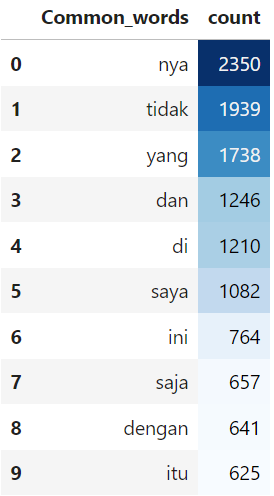 Common_words count
0 nya 2350
1 tidak 1939
2 yang 1738
3 dan 1246
4 di 1210
5 saya 1082
6 ini 764
7 saja 657
8 dengan 641
9 itu 625